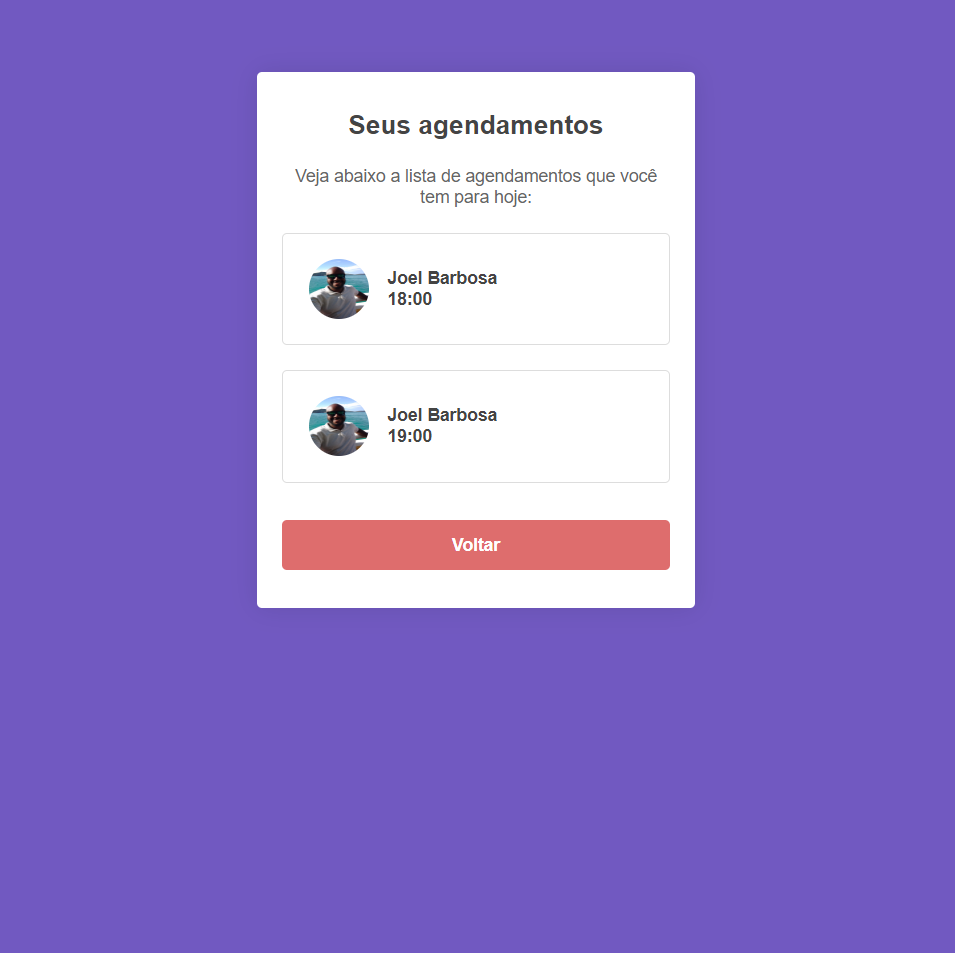 Seus agendamentos
Veja abaixo a lista de agendamentos que você
tem para hoje:
Joel Barbosa
18:00
Joel Barbosa
19:00
Voltar